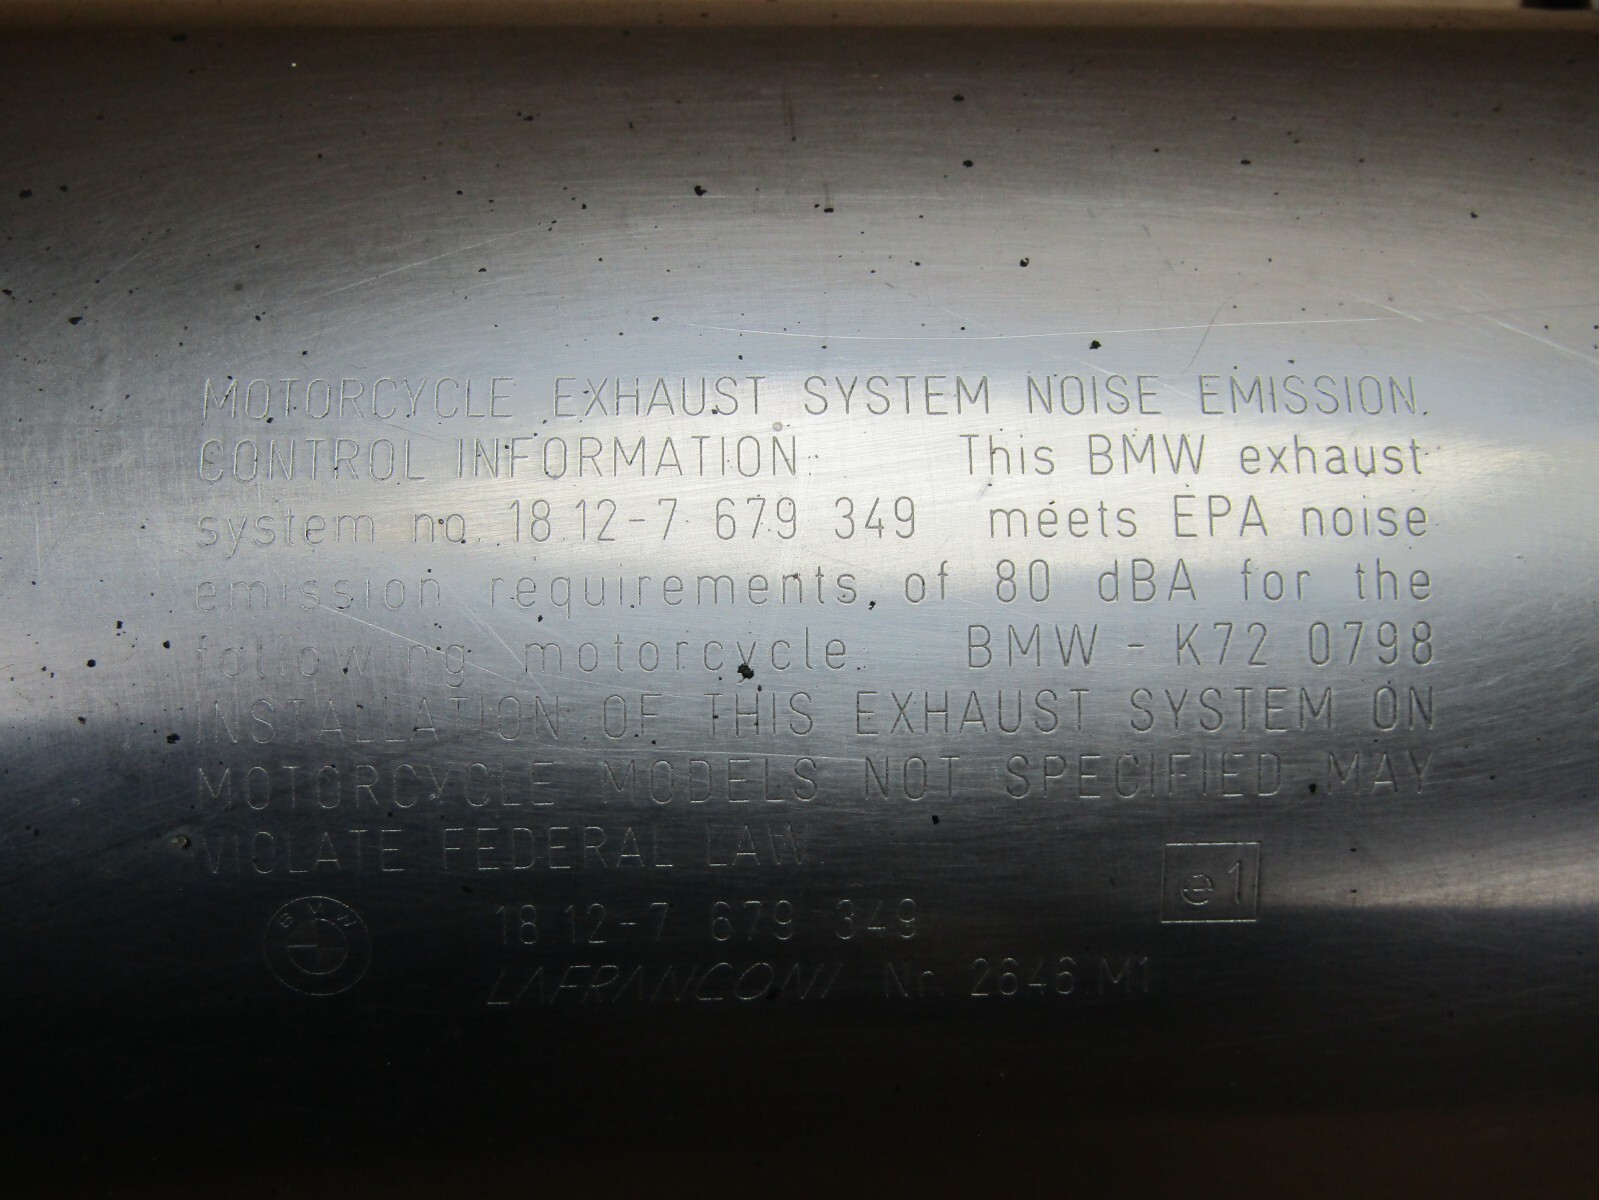 MOTORCYCLE EXHAUST SYSTEM NOISE EMISSION
CONTROL INFORMATION: This BMW exhaust
system no. 18.12-7 679 349 meets EPA noise
emission requirements of 80 dBA for the
following motorcycle: BMW - K72 0798
INSTALLATION OF THIS EXHAUST SYSTEM ON
MOTORCYCLE MODELS NOT SPECIFIED MAY
VIOLATE FEDERAL LAW.
e1
BMW
18.12-7 679 349
LAFRANCONI Nr. 2646 M1